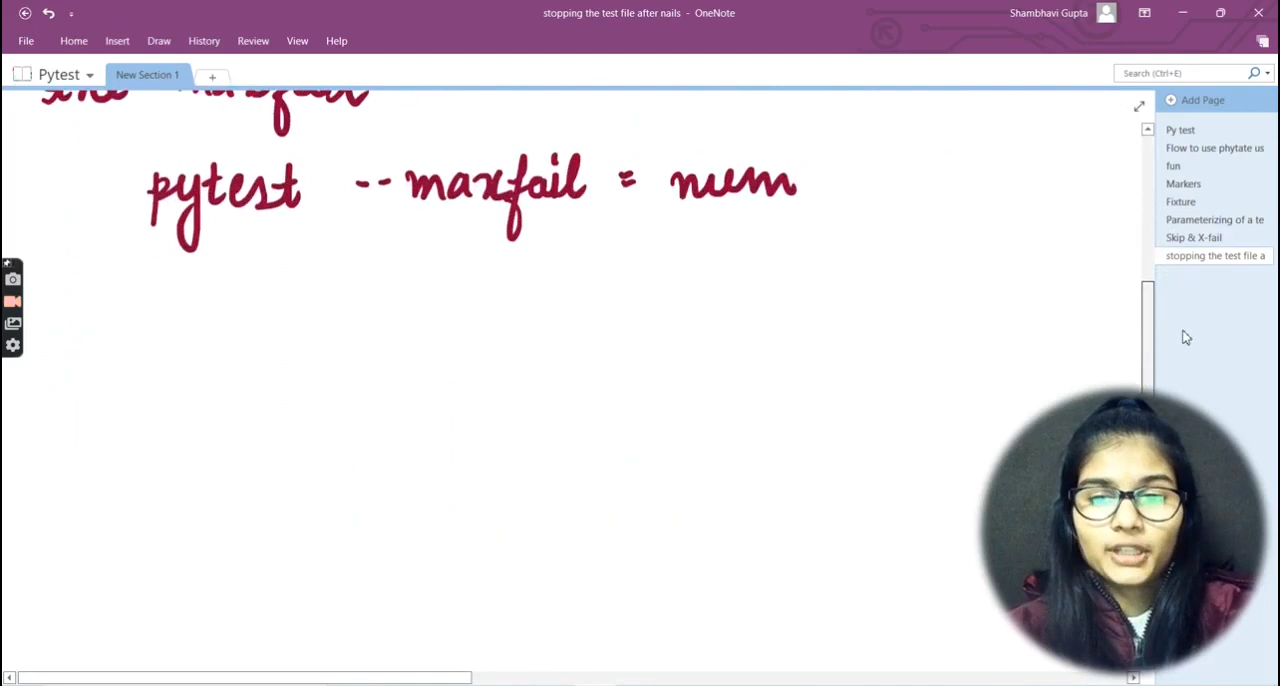 stopping the test file after nails - OneNote
Shambhavi Gupta
File Home Insert Draw History Review View Help
Pytest
New Section 1
Search (Ctrl+E)
Add Page
Py test
Flow to use phytate us
fun
Markers
Fixture
Parameterizing of a te
Skip & X-fail
stopping the test file a
pytest --maxfail = num